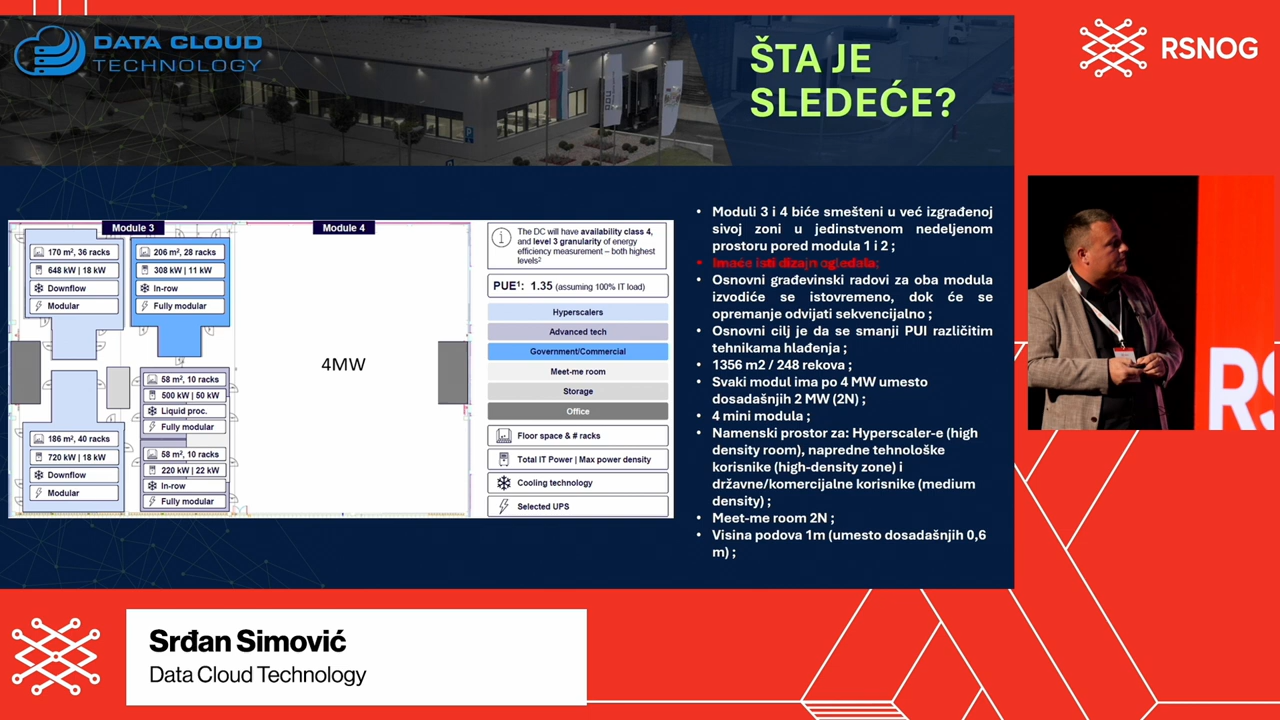 DATA CLOUD
TECHNOLOGY
ŠTA JE
SLEDEĆE?
RSNOG
Module 3
Module 4
170 m², 36 racks
648 kW | 18 kW
Downflow
Modular
206 m², 28 racks
308 kW | 11 kW
In-row
Fully modular
58 m², 10 racks
500 kW | 50 kW
Liquid proc.
Fully modular
186 m², 40 racks
720 kW | 18 kW
Downflow
Modular
58 m², 10 racks
220 kW | 22 kW
In-row
Fully modular
4MW
The DC will have availability class 4,
and level 3 granularity of energy
efficiency measurement – both highest
levels²
PUE¹: 1.35 (assuming 100% IT load)
Hyperscalers
Advanced tech
Government/Commercial
Meet-me room
Storage
Office
Floor space & # racks
Total IT Power | Max power density
Cooling technology
Selected UPS
• Moduli 3 i 4 biće smešteni u već izgrađenoj
sivoj zoni u jedinstvenom nedeljenom
prostoru pored modula 1 i 2 ;
• Imaće isti dizajn ogledala;
• Osnovni građevinski radovi za oba modula
izvodiće se istovremeno, dok će se
opremanje odvijati sekvencijalno ;
• Osnovni cilj je da se smanji PUI različitim
tehnikama hlađenja ;
• 1356 m2 / 248 rekova ;
• Svaki modul ima po 4 MW umesto
dosadašnjih 2 MW (2N) ;
• 4 mini modula ;
• Namenski prostor za: Hyperscaler-e (high
density room), napredne tehnološke
korisnike (high-density zone) i
državne/komercijalne korisnike (medium
density) ;
• Meet-me room 2N ;
• Visina podova 1m (umesto dosadašnjih 0,6
m) ;
RS
Srđan Simović
Data Cloud Technology